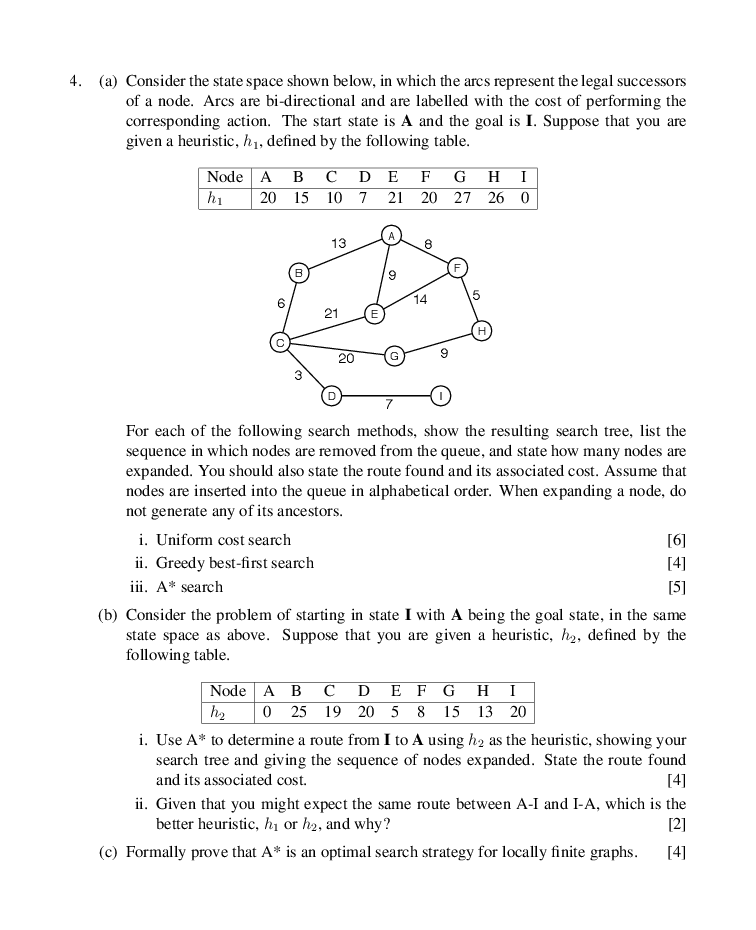 4. (a) Consider the state space shown below, in which the arcs represent the legal successors
of a node. Arcs are bi-directional and are labelled with the cost of performing the
corresponding action. The start state is A and the goal is I. Suppose that you are
given a heuristic, h₁, defined by the following table.
Node A B C D E F G H I
h₁ 20 15 10 7 21 20 27 26 0
A
13 8
B F
9
6 14 5
21 E
H
C
20 G 9
3
D I
7
For each of the following search methods, show the resulting search tree, list the
sequence in which nodes are removed from the queue, and state how many nodes are
expanded. You should also state the route found and its associated cost. Assume that
nodes are inserted into the queue in alphabetical order. When expanding a node, do
not generate any of its ancestors.
i. Uniform cost search [6]
ii. Greedy best-first search [4]
iii. A* search [5]
(b) Consider the problem of starting in state I with A being the goal state, in the same
state space as above. Suppose that you are given a heuristic, h₂, defined by the
following table.
Node A B C D E F G H I
h₂ 0 25 19 20 5 8 15 13 20
i. Use A* to determine a route from I to A using h₂ as the heuristic, showing your
search tree and giving the sequence of nodes expanded. State the route found
and its associated cost. [4]
ii. Given that you might expect the same route between A-I and I-A, which is the
better heuristic, h₁ or h₂, and why? [2]
(c) Formally prove that A* is an optimal search strategy for locally finite graphs. [4]